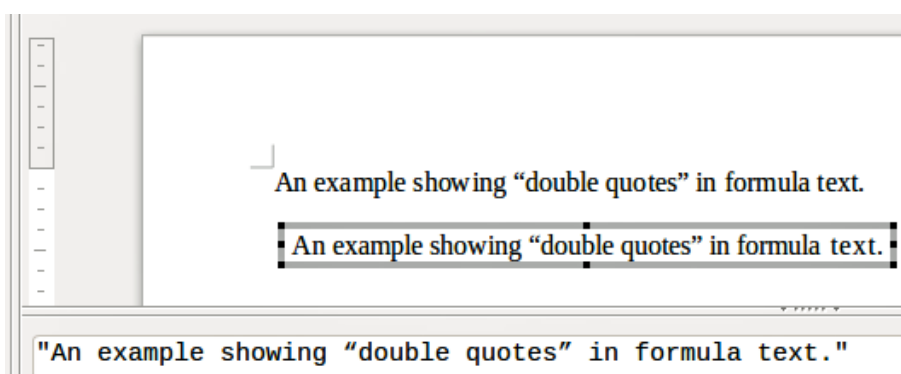 An example showing “double quotes” in formula text.
An example showing “double quotes” in formula text.
"An example showing “double quotes” in formula text."